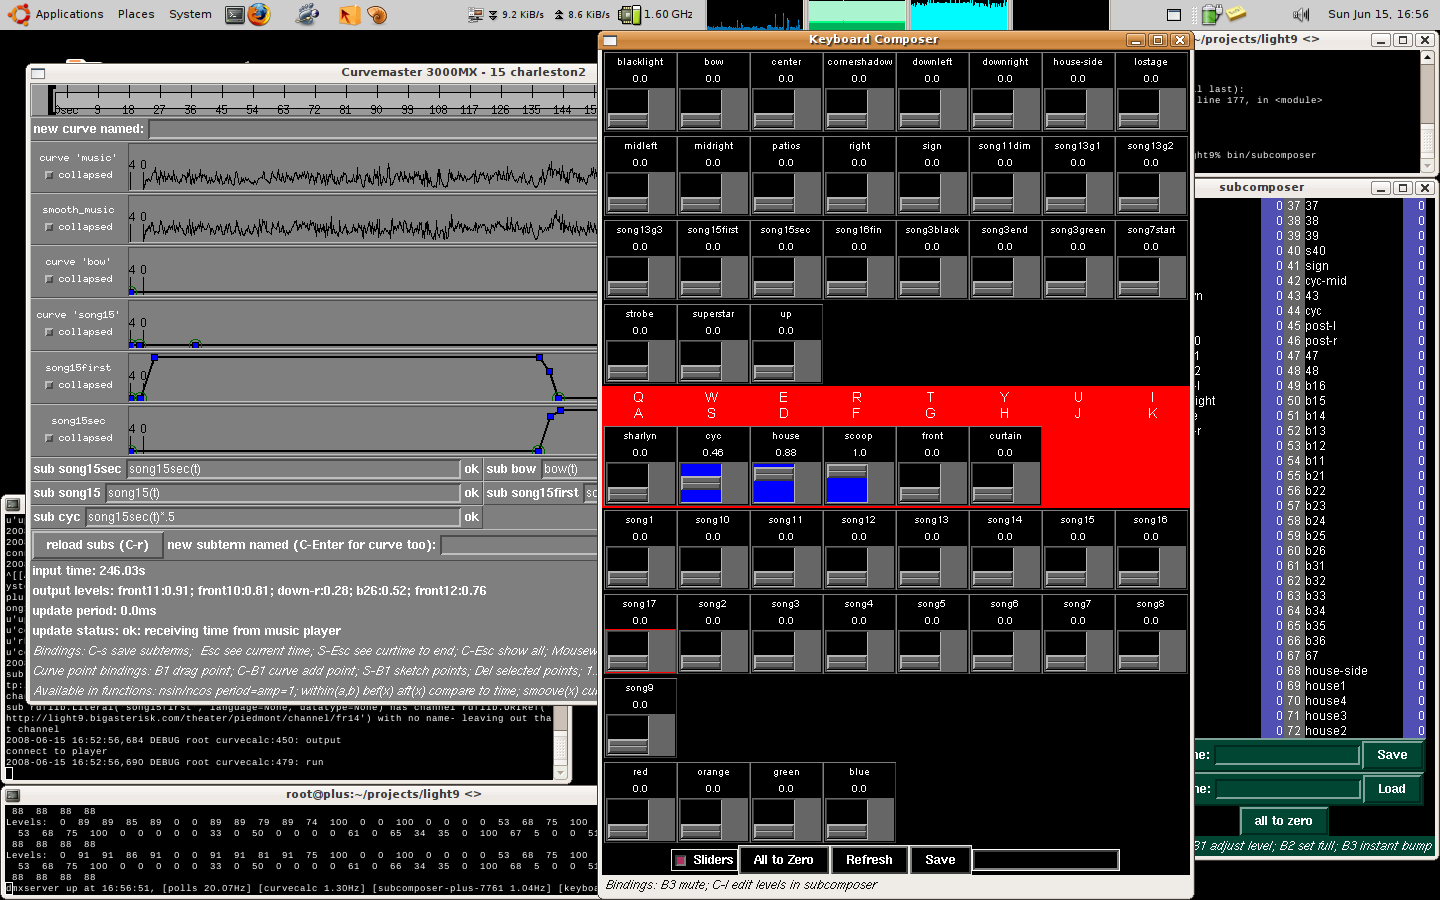 Applications Places System 9.2 KiB/s 8.6 KiB/s 1.60 GHz Sun Jun 15, 16:56
Curvemaster 3000MX - 15 charleston2
0sec 9 18 27 36 45 54 63 72 81 90 99 108 117 126 135 144
new curve named:
curve 'music'
collapsed
4 0
smooth_music
collapsed
4 0
curve 'bow'
collapsed
4 0
curve 'song15'
collapsed
4 0
song15first
collapsed
4 0
song15sec
collapsed
4 0
sub song15sec song15sec(t) ok sub bow bow(t)
sub song15 song15(t) ok sub song15first
sub cyc song15sec(t)*.5 ok
reload subs (C-r) new subterm named (C-Enter for curve too):
input time: 246.03s
output levels: front11:0.91; front10:0.81; down-r:0.28; b26:0.52; front12:0.76
update period: 0.0ms
update status: ok: receiving time from music player
Bindings: C-s save subterms; Esc see current time; S-Esc see curtime to end; C-Esc show all; Mousew
Curve point bindings: B1 drag point; C-B1 curve add point; S-B1 sketch points; Del selected points; 1..
Available in functions: nsin/ncos period=amp=1; within(a,b) bef(x) aft(x) compare to time; smoove(x) cu
http://light9.bigasterisk.com/theater/piedmont/channel/fr14') with no name- leaving out tha
t channel
2008-06-15 16:52:56,684 DEBUG root curvecalc:450: output
connect to player
2008-06-15 16:52:56,690 DEBUG root curvecalc:479: run
root@plus:~/projects/light9 <>
88 88 88 88
Levels: 0 89 89 85 89 0 0 89 89 79 89 74 100 0 0 100 0 0 0 0 53 68 75 100
53 68 75 100 0 0 0 0 0 33 0 50 0 0 0 0 61 0 65 34 35 0 100 67 5 0 0 51
88 88 88 88
Levels: 0 91 91 86 91 0 0 91 91 81 91 75 100 0 0 100 0 0 0 0 53 68 75 100
53 68 75 100 0 0 0 0 0 33 0 50 0 0 0 0 61 0 65 34 35 0 100 0 0 0 0 51
88 88 88 88
dmxserver up at 16:56:51, [polls 20.07Hz] [curvecalc 1.30Hz] [subcomposer-plus-7761 1.04Hz] [keybo
Keyboard Composer
blacklight bow center cornershadow downleft downright house-side lostage
0.0 0.0 0.0 0.0 0.0 0.0 0.0 0.0
midleft midright patios right sign song11dim song13g1 song13g2
0.0 0.0 0.0 0.0 0.0 0.0 0.0 0.0
song13g3 song15first song15sec song16fin song3black song3end song3green song7start
0.0 0.0 0.0 0.0 0.0 0.0 0.0 0.0
strobe superstar up
0.0 0.0 0.0
Q W E R T Y U I
A S D F G H J K
sharlyn cyc house scoop front curtain
0.0 0.46 0.88 1.0 0.0 0.0
song1 song10 song11 song12 song13 song14 song15 song16
0.0 0.0 0.0 0.0 0.0 0.0 0.0 0.0
song17 song2 song3 song4 song5 song6 song7 song8
0.0 0.0 0.0 0.0 0.0 0.0 0.0 0.0
song9
0.0
red orange green blue
0.0 0.0 0.0 0.0
Sliders All to Zero Refresh Save
Bindings: B3 mute; C-l edit levels in subcomposer
~/projects/light9 <>
l last):
line 177, in <module>
ght9% bin/subcomposer
subcomposer
0 37 37 0
0 38 38 0
0 39 39 0
0 40 s40 0
0 41 sign 0
0 42 cyc-mid 0
0 43 43 0
0 44 cyc 0
0 45 post-l 0
0 46 post-r 0
0 47 47 0
0 48 48 0
0 49 b16 0
0 50 b15 0
0 51 b14 0
0 52 b13 0
0 53 b12 0
0 54 b11 0
0 55 b21 0
0 56 b22 0
0 57 b23 0
0 58 b24 0
0 59 b25 0
0 60 b26 0
0 61 b31 0
0 62 b32 0
0 63 b33 0
0 64 b34 0
0 65 b35 0
0 66 b36 0
0 67 67 0
0 68 house-side 0
0 69 house1 0
0 70 house4 0
0 71 house3 0
0 72 house2 0
ne: Save
ne: Load
all to zero
B1 adjust level; B2 set full; B3 instant bump